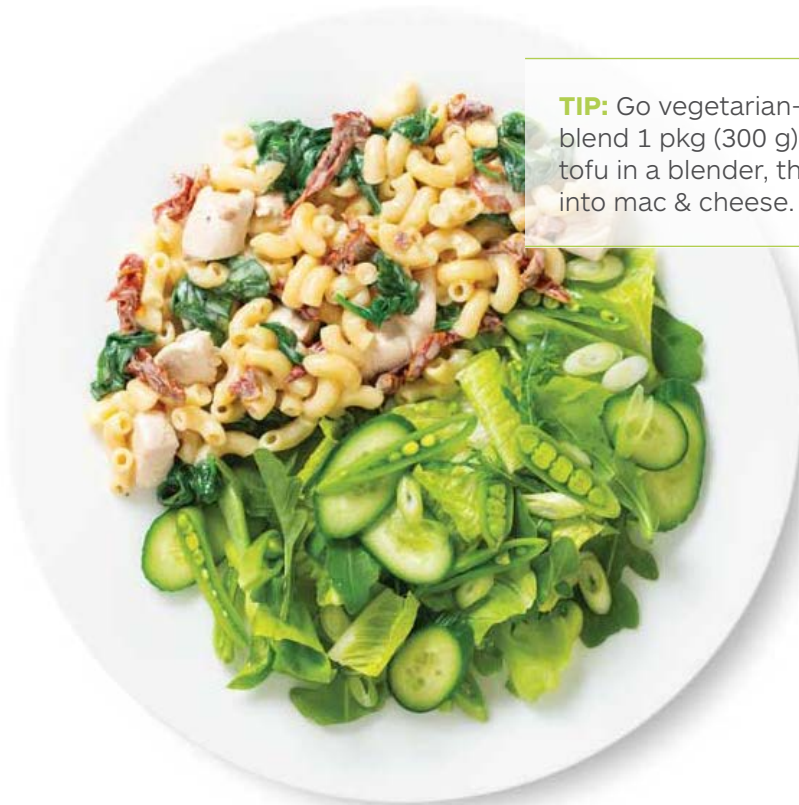 TIP: Go vegetarian-
blend 1 pkg (300 g)
tofu in a blender, th
into mac & cheese.